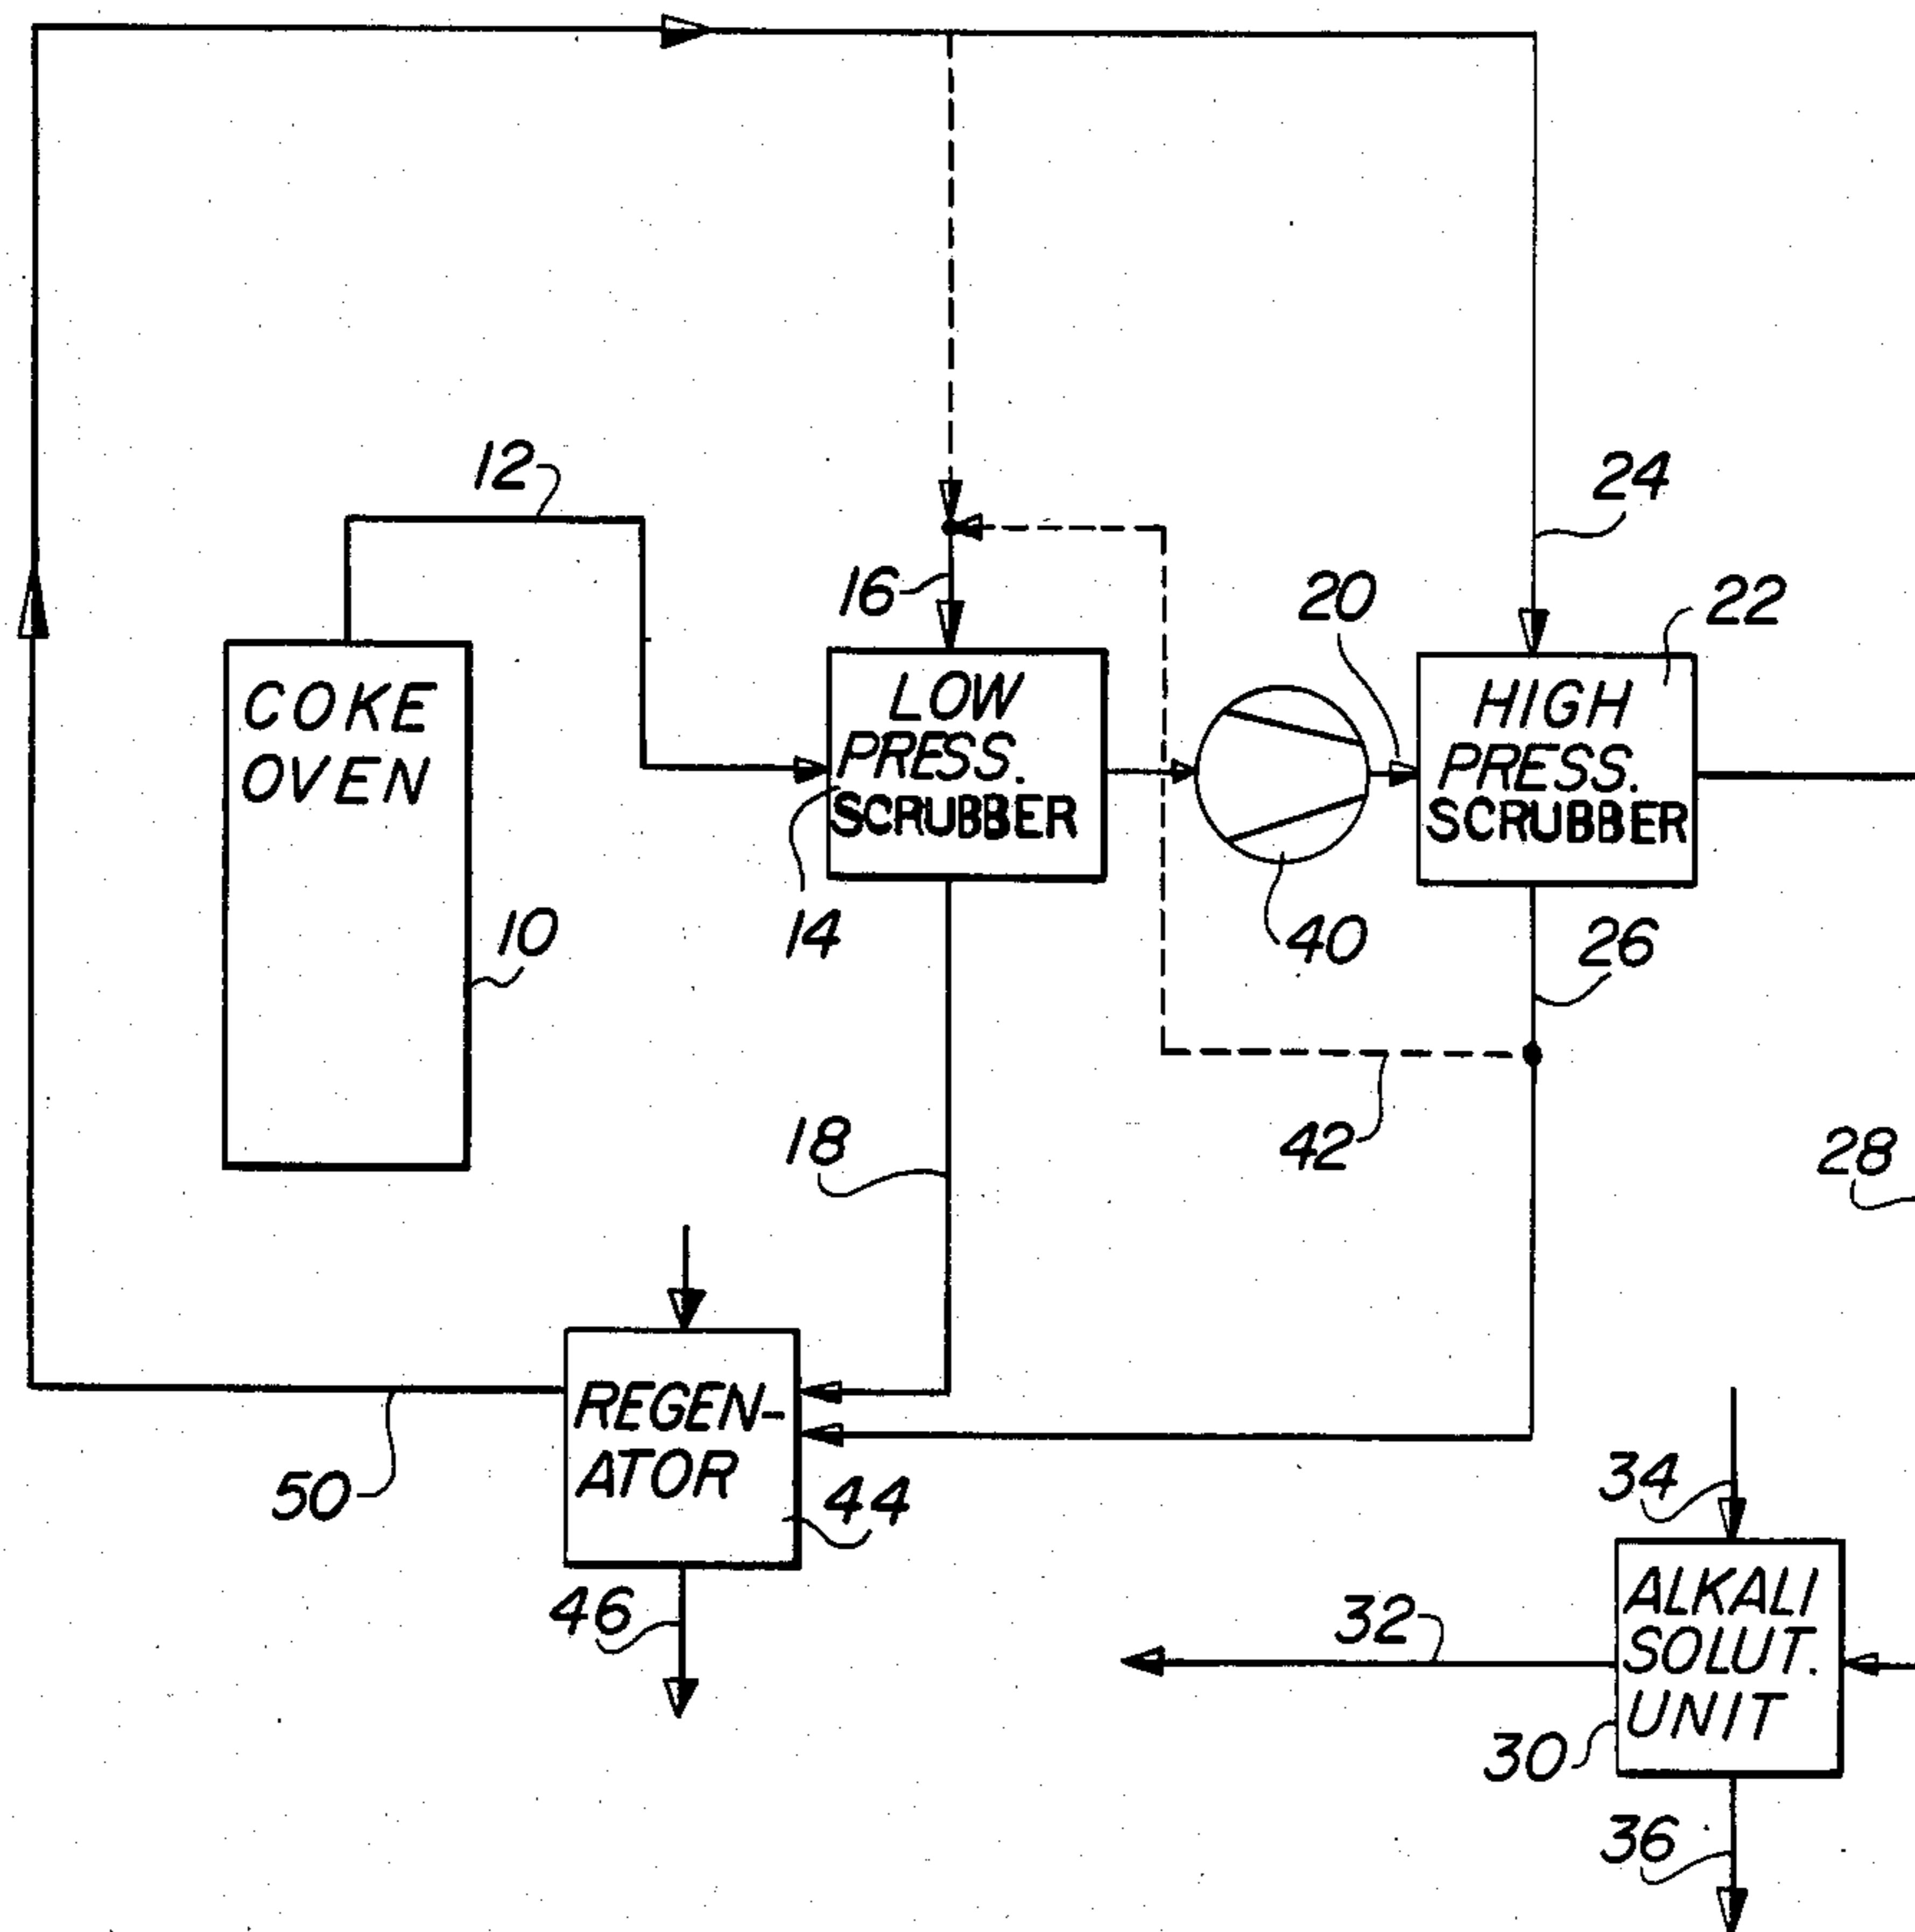 12
24
16
20
22
COKE
OVEN
LOW
PRESS.
SCRUBBER
HIGH
PRESS.
SCRUBBER
10
14
40
26
18
42
28
REGEN-
ATOR
50
44
34
46
32
ALKALI
SOLUT.
UNIT
30
36